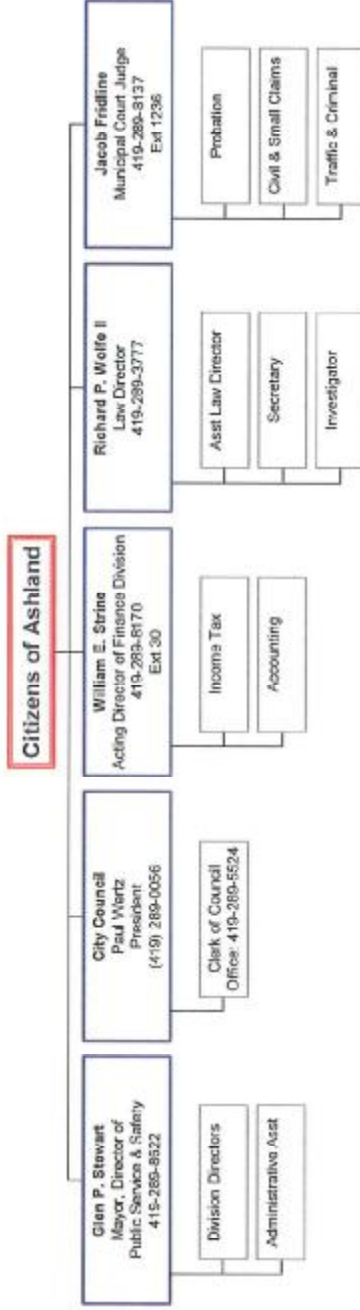 Citizens of Ashland
Glen P. Stewart
Mayor, Director of
Public Service & Safety
419-289-8622
Division Directors
Administrative Asst
City Council
Paul Wertz
President
(419) 289-0056
Clerk of Council
Office: 419-289-5524
William E. Strine
Acting Director of Finance Division
419-289-8170
Ext 30
Income Tax
Accounting
Richard P. Wolfe II
Law Director
419-289-3777
Asst Law Director
Secretary
Investigator
Jacob Fridline
Municipal Court Judge
419-289-8137
Ext 1236
Probation
Civil & Small Claims
Traffic & Criminal